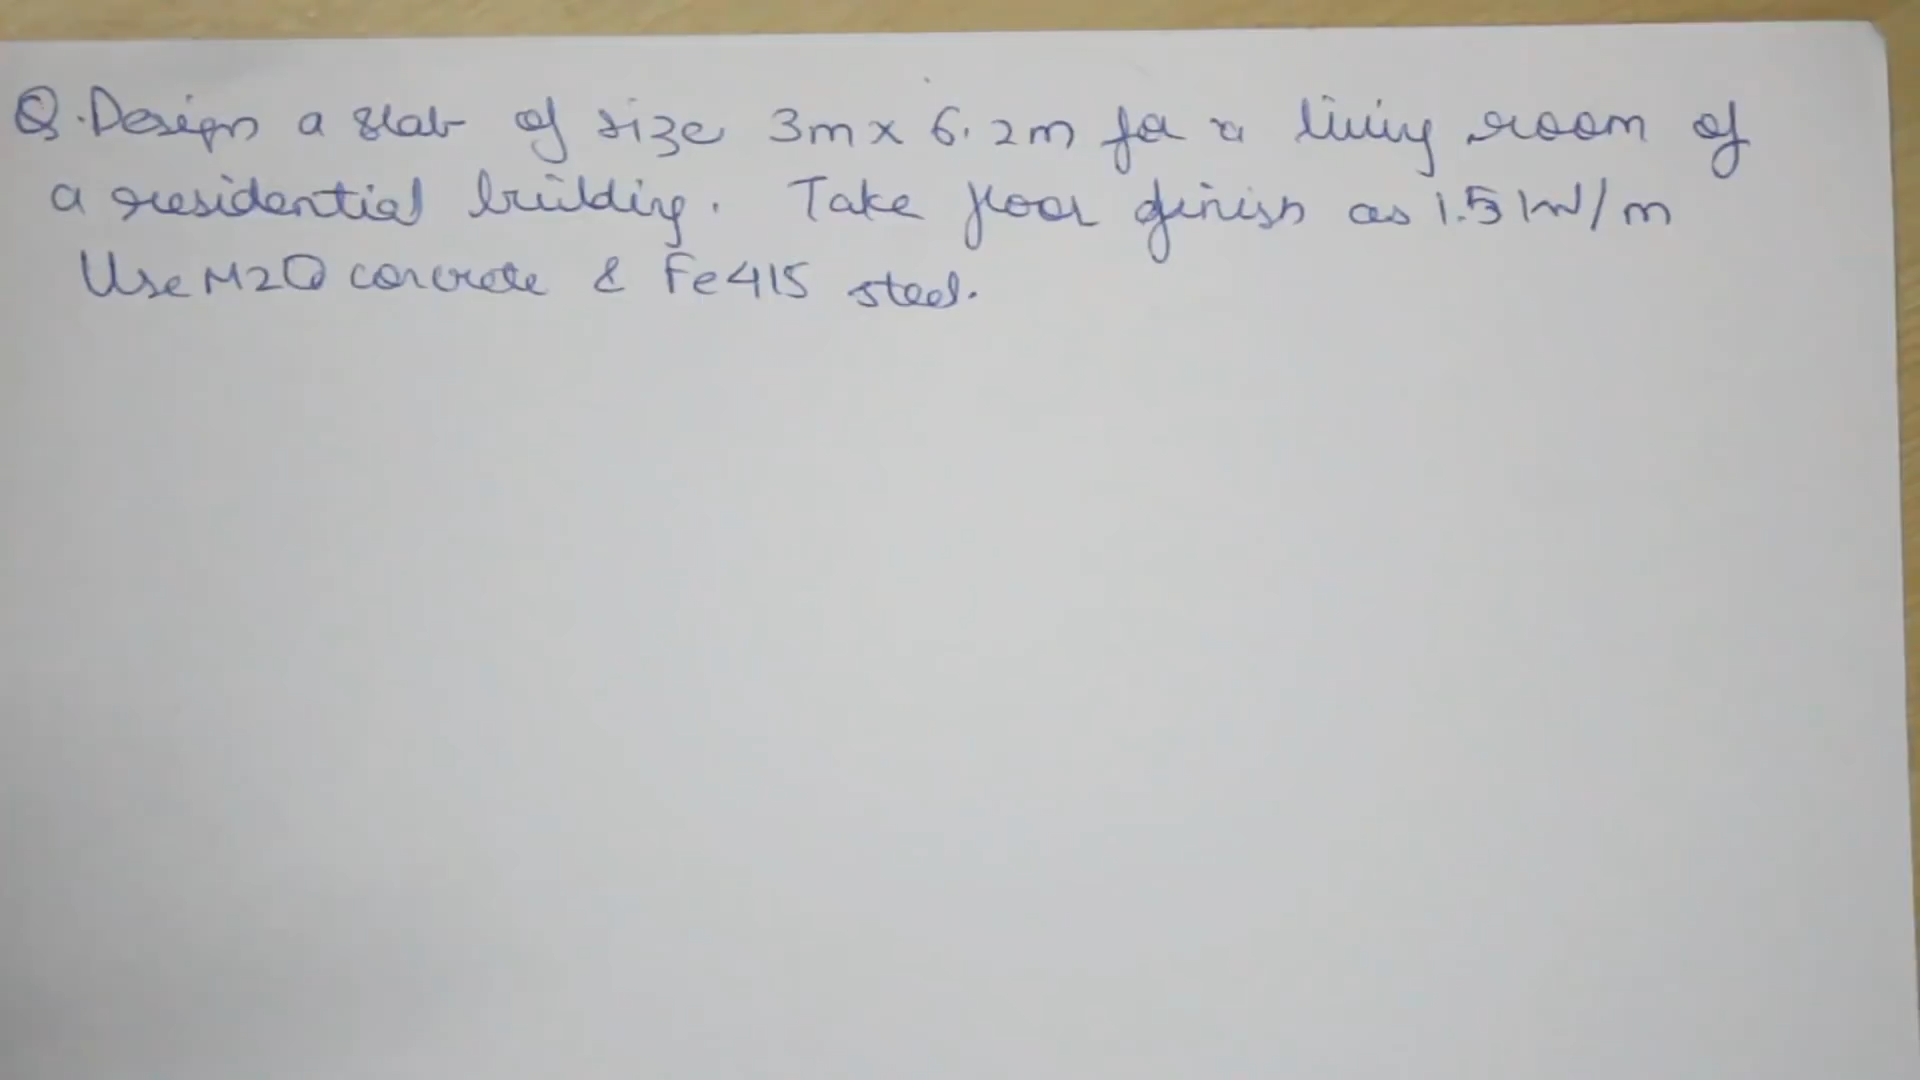 Q. Design a slab of size 3m x 6.2m for a living room of
a residential building. Take floor finish as 1.5 kN/m
Use M20 concrete & Fe415 steel.